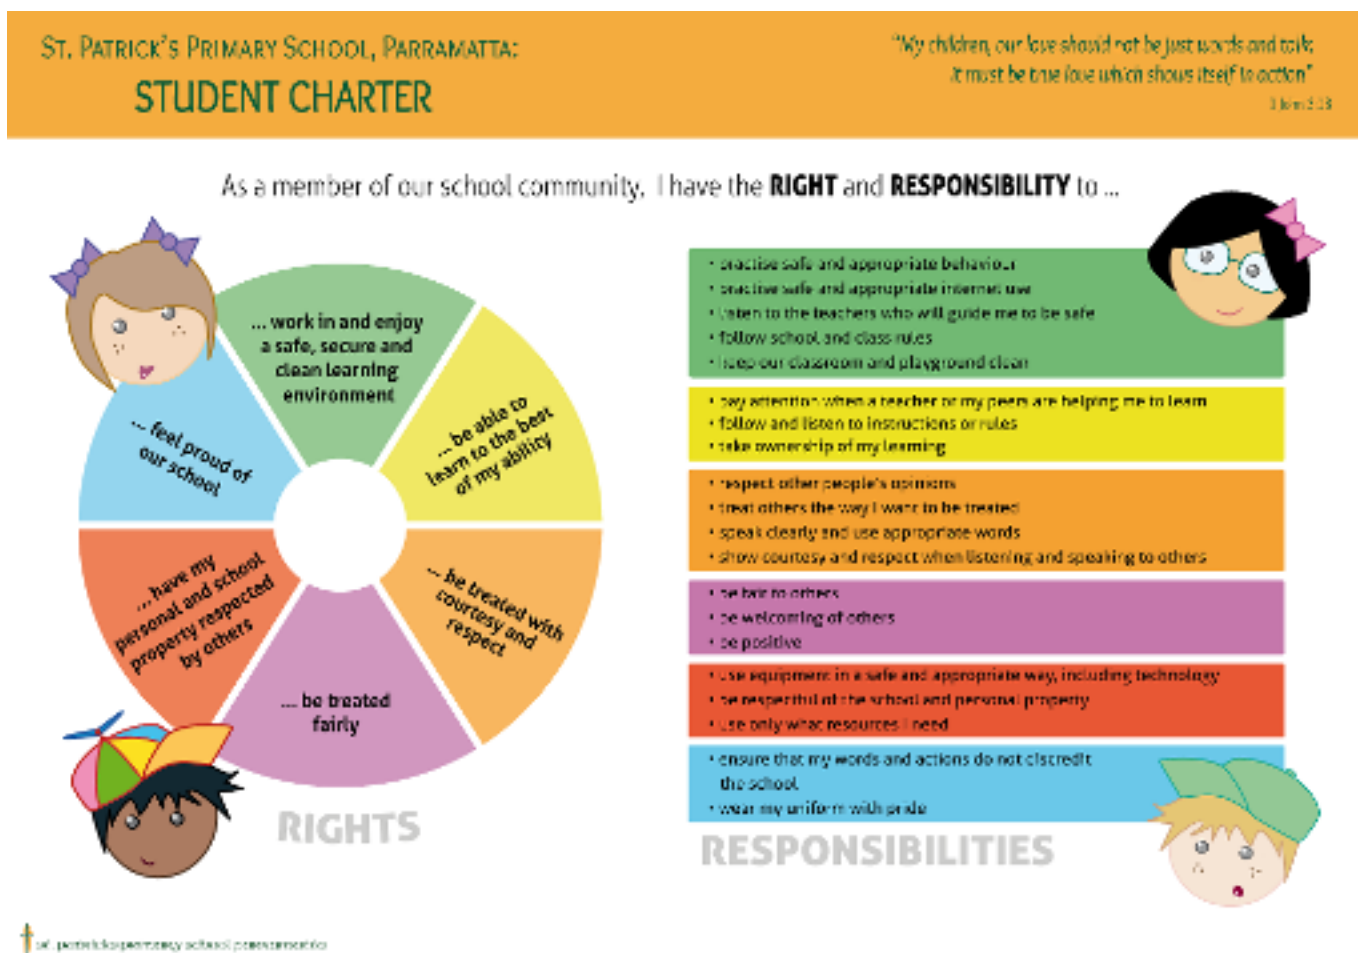 ST. PATRICK'S PRIMARY SCHOOL, PARRAMATTA:
STUDENT CHARTER
"My children, our love should not be just words and talk;
it must be true love which shows itself in action"
1 John 3:18
As a member of our school community, I have the RIGHT and RESPONSIBILITY to ...
... work in and enjoy
a safe, secure and
clean learning
environment
... be able to
learn to the best
of my ability
... be treated with
courtesy and
respect
... be treated
fairly
...have my
personal and school
property respected
by others
... feel proud of
our school
RIGHTS
• practise safe and appropriate behaviour
• practise safe and appropriate internet use
• listen to the teachers who will guide me to be safe
• follow school and class rules
• keep our classroom and playground clean
• pay attention when a teacher or my peers are helping me to learn
• follow and listen to instructions or rules
• take ownership of my learning
• respect other people's opinions
• treat others the way I want to be treated
• speak clearly and use appropriate words
• show courtesy and respect when listening and speaking to others
• be fair to others
• be welcoming of others
• be positive
• use equipment in a safe and appropriate way, including technology
• be respectful of the school and personal property
• use only what resources I need
• ensure that my words and actions do not discredit
the school
• wear my uniform with pride
RESPONSIBILITIES
st. patricks primary school parramatta